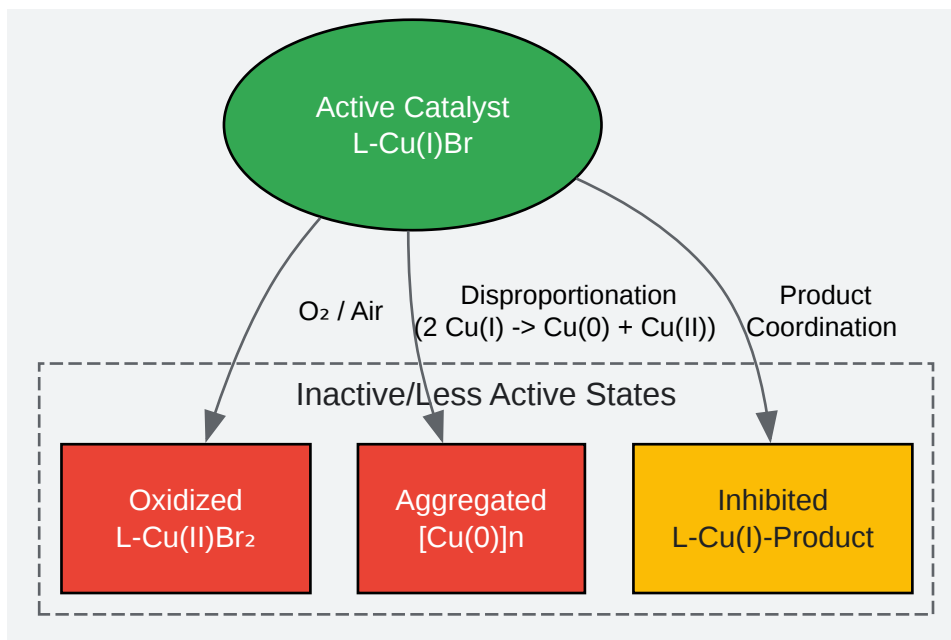 Active Catalyst
L-Cu(I)Br
O₂ / Air
Disproportionation
(2 Cu(I) -> Cu(0) + Cu(II))
Product
Coordination
Inactive/Less Active States
Oxidized
L-Cu(II)Br₂
Aggregated
[Cu(0)]n
Inhibited
L-Cu(I)-Product